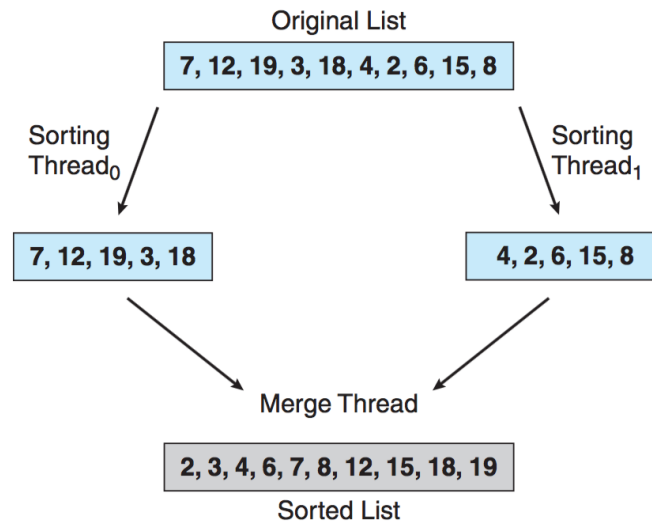 Original List
7, 12, 19, 3, 18, 4, 2, 6, 15, 8
Sorting
Thread0
Sorting
Thread1
7, 12, 19, 3, 18
4, 2, 6, 15, 8
Merge Thread
2, 3, 4, 6, 7, 8, 12, 15, 18, 19
Sorted List